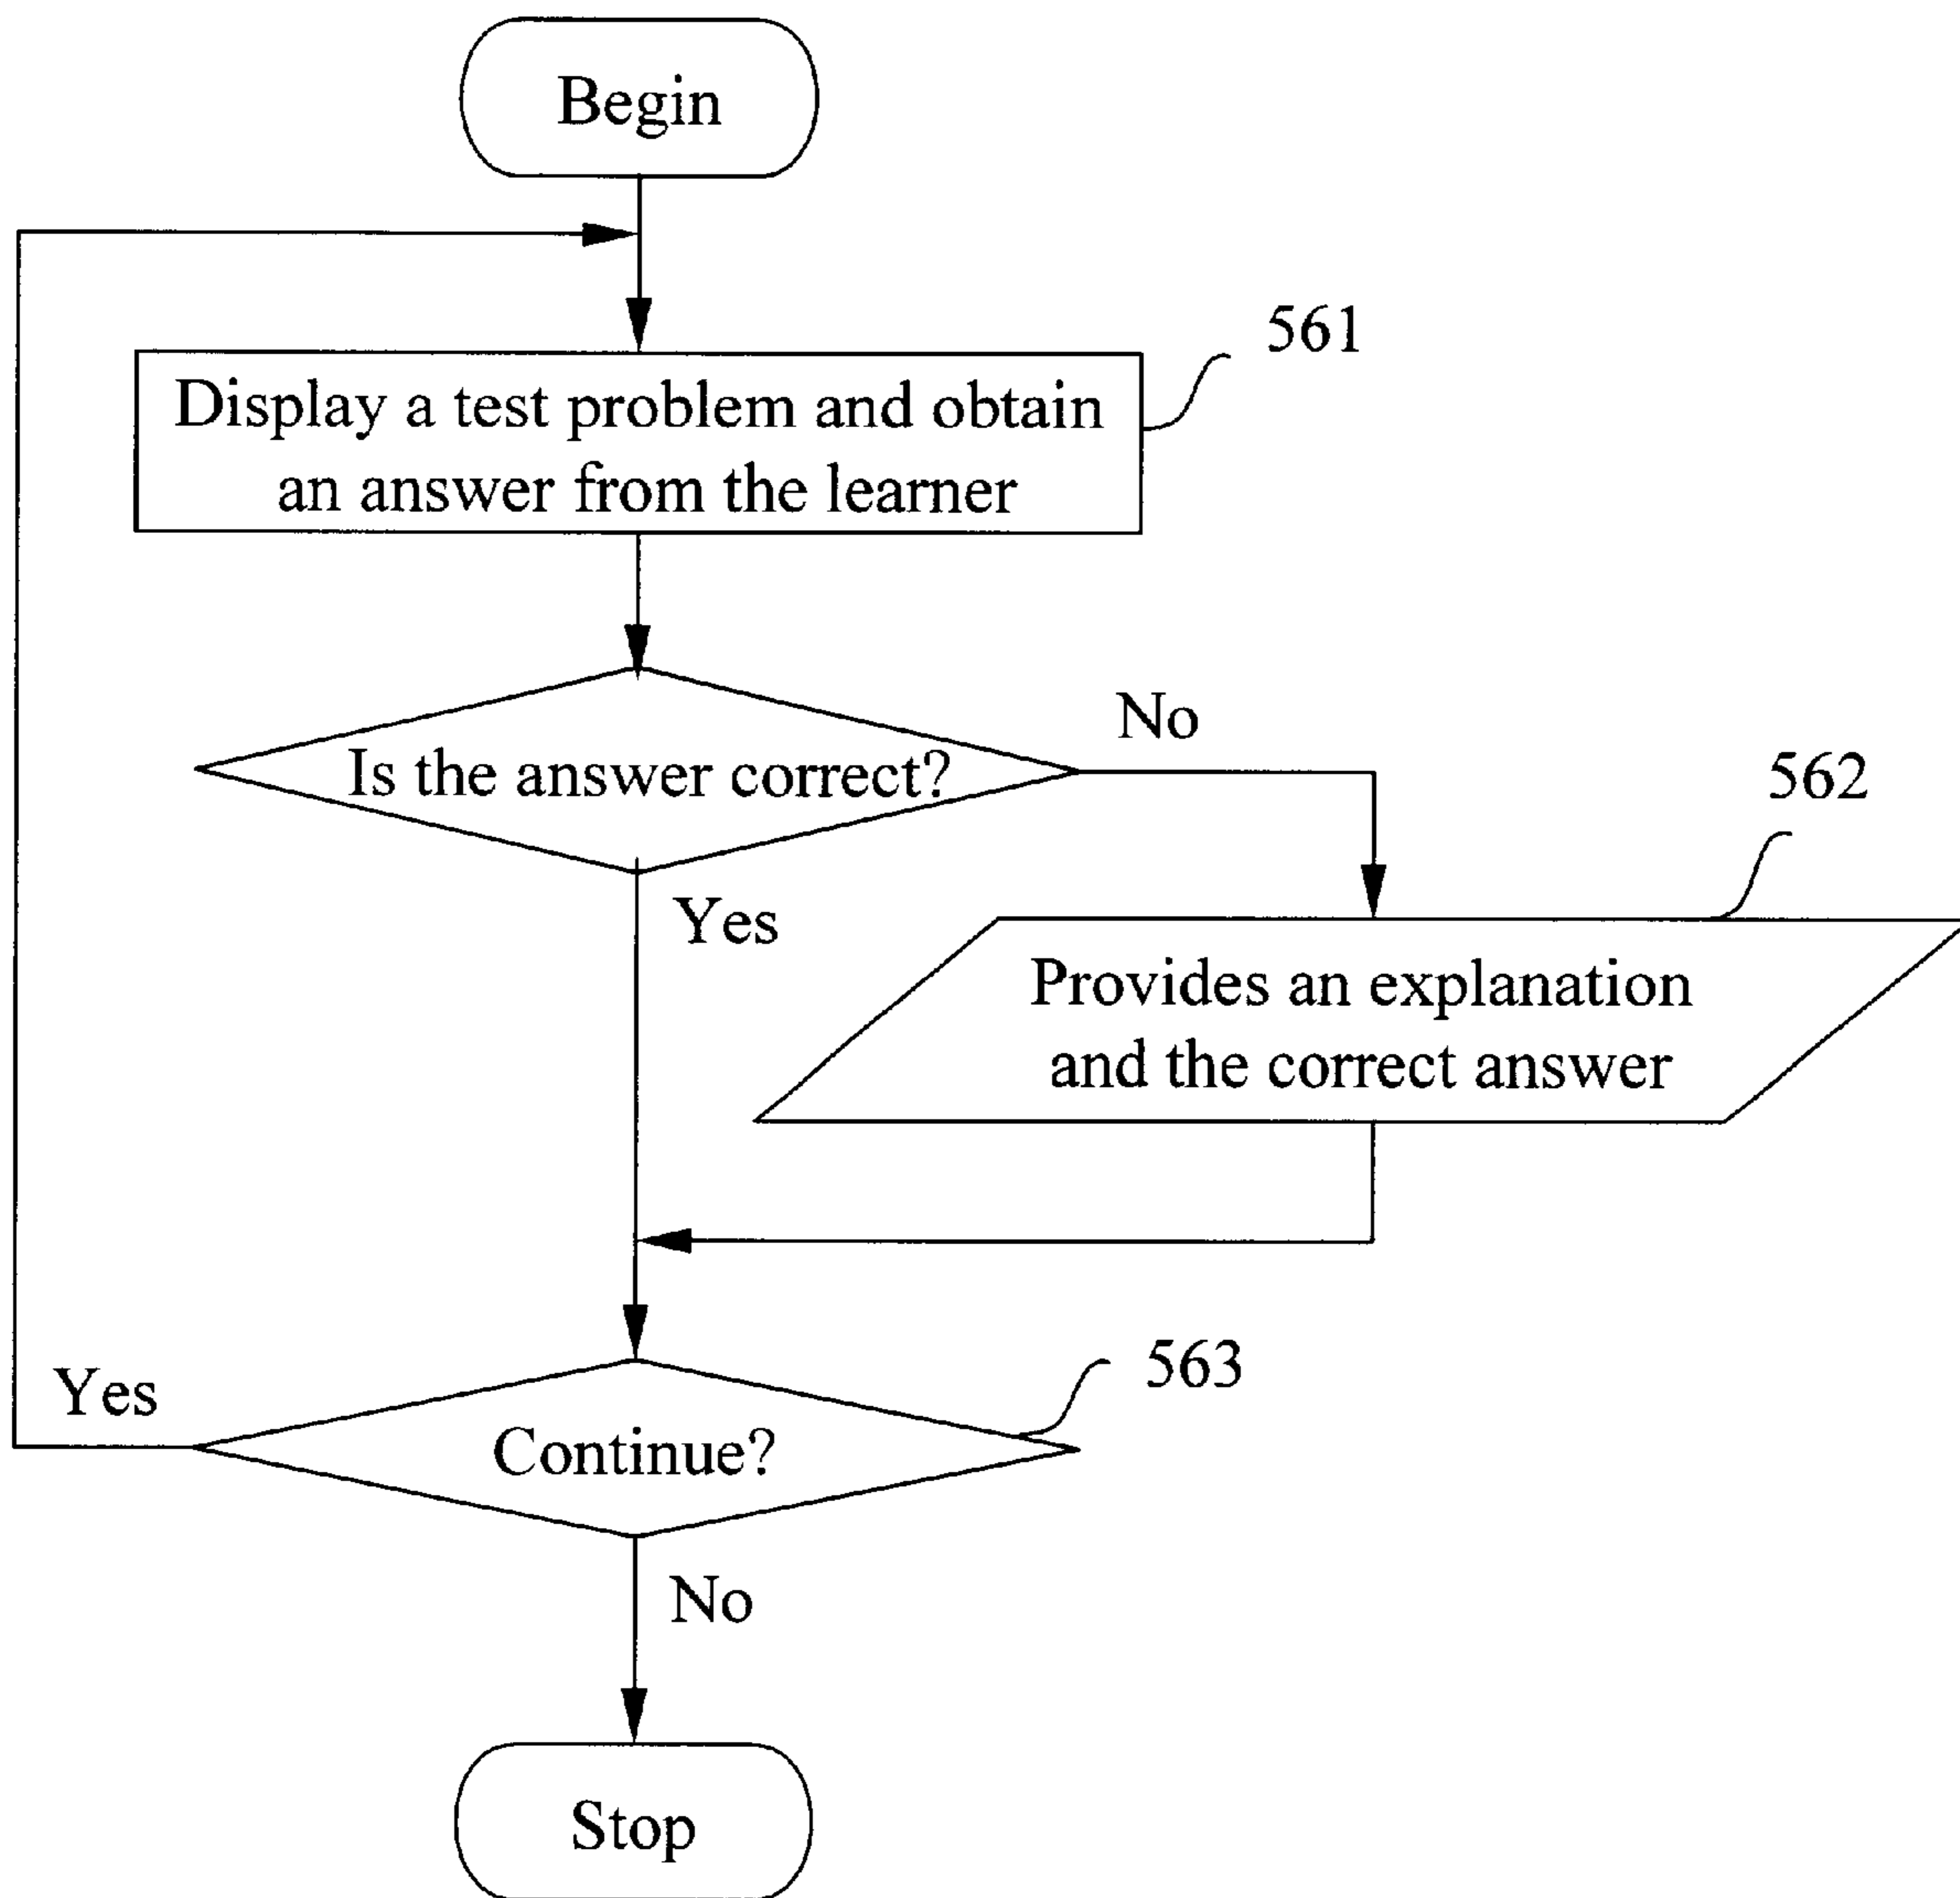 Begin
561
Display a test problem and obtain
an answer from the learner
No
Is the answer correct?
562
Yes
Provides an explanation
and the correct answer
563
Yes
Continue?
No
Stop